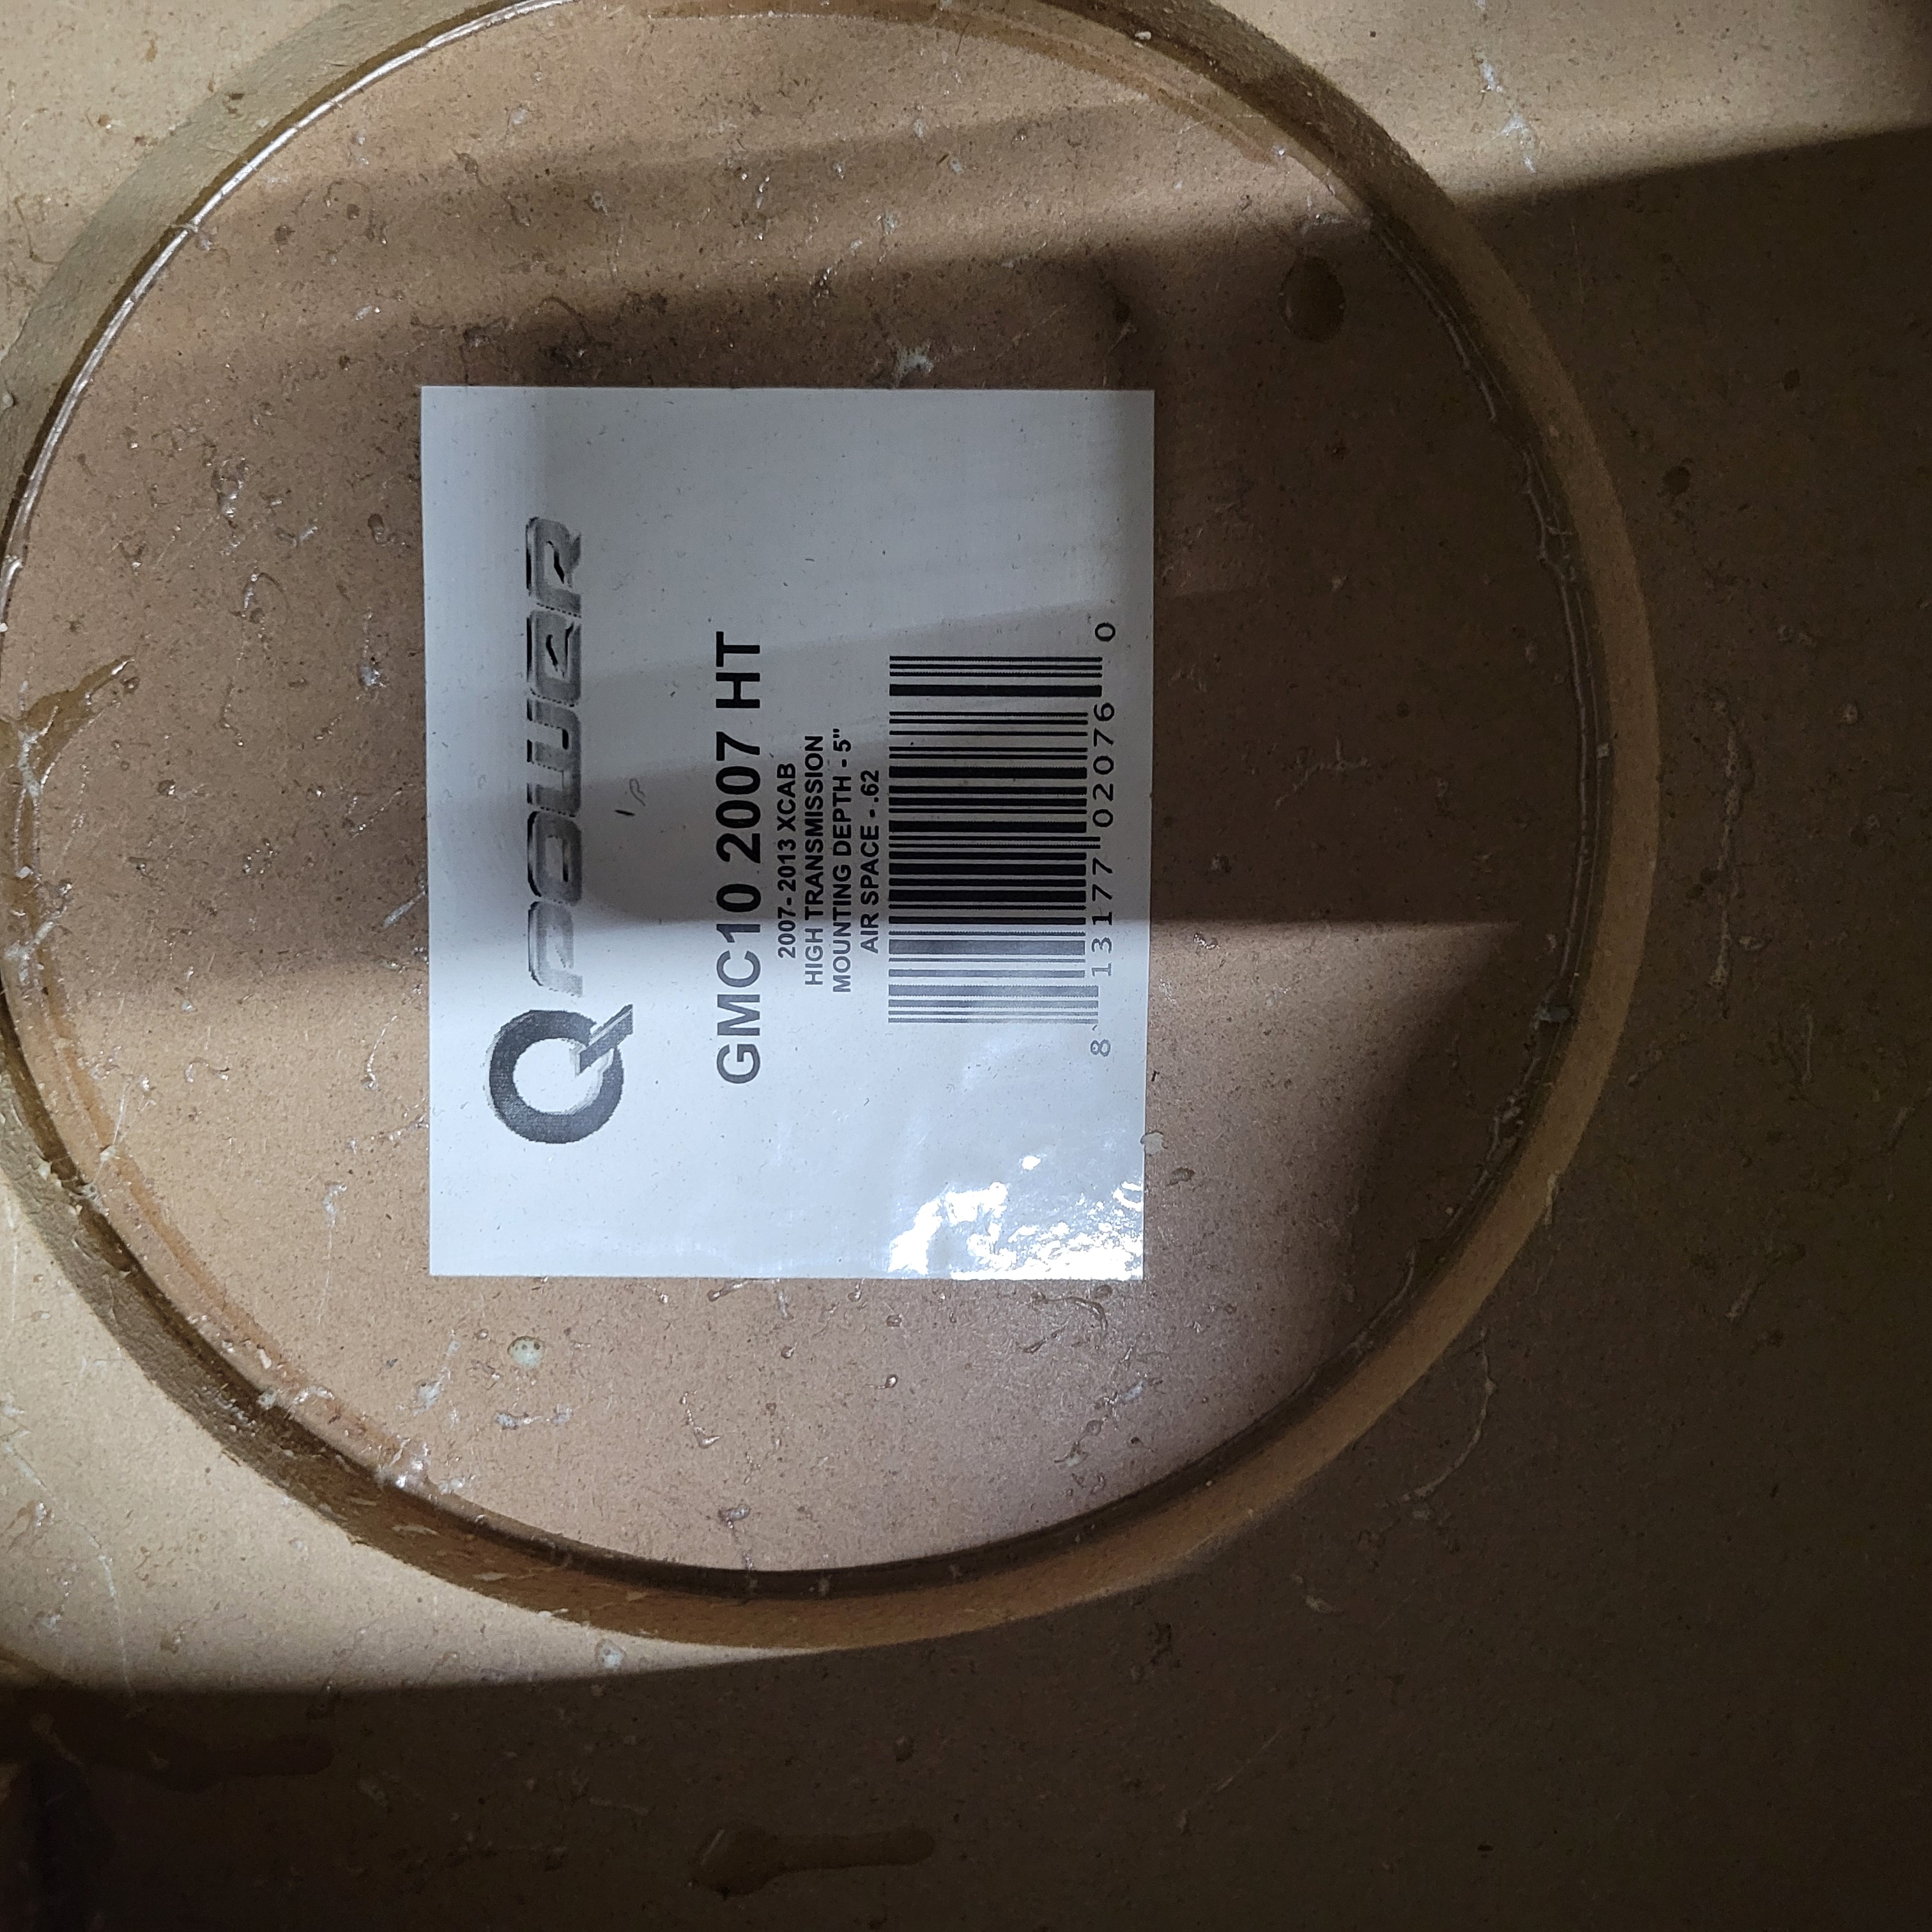 Q POWER
GMC10 2007 HT
2007- 2013 XCAB
HIGH TRANSMISSION
MOUNTING DEPTH - 5"
AIR SPACE - .62
8 13177 02076 0